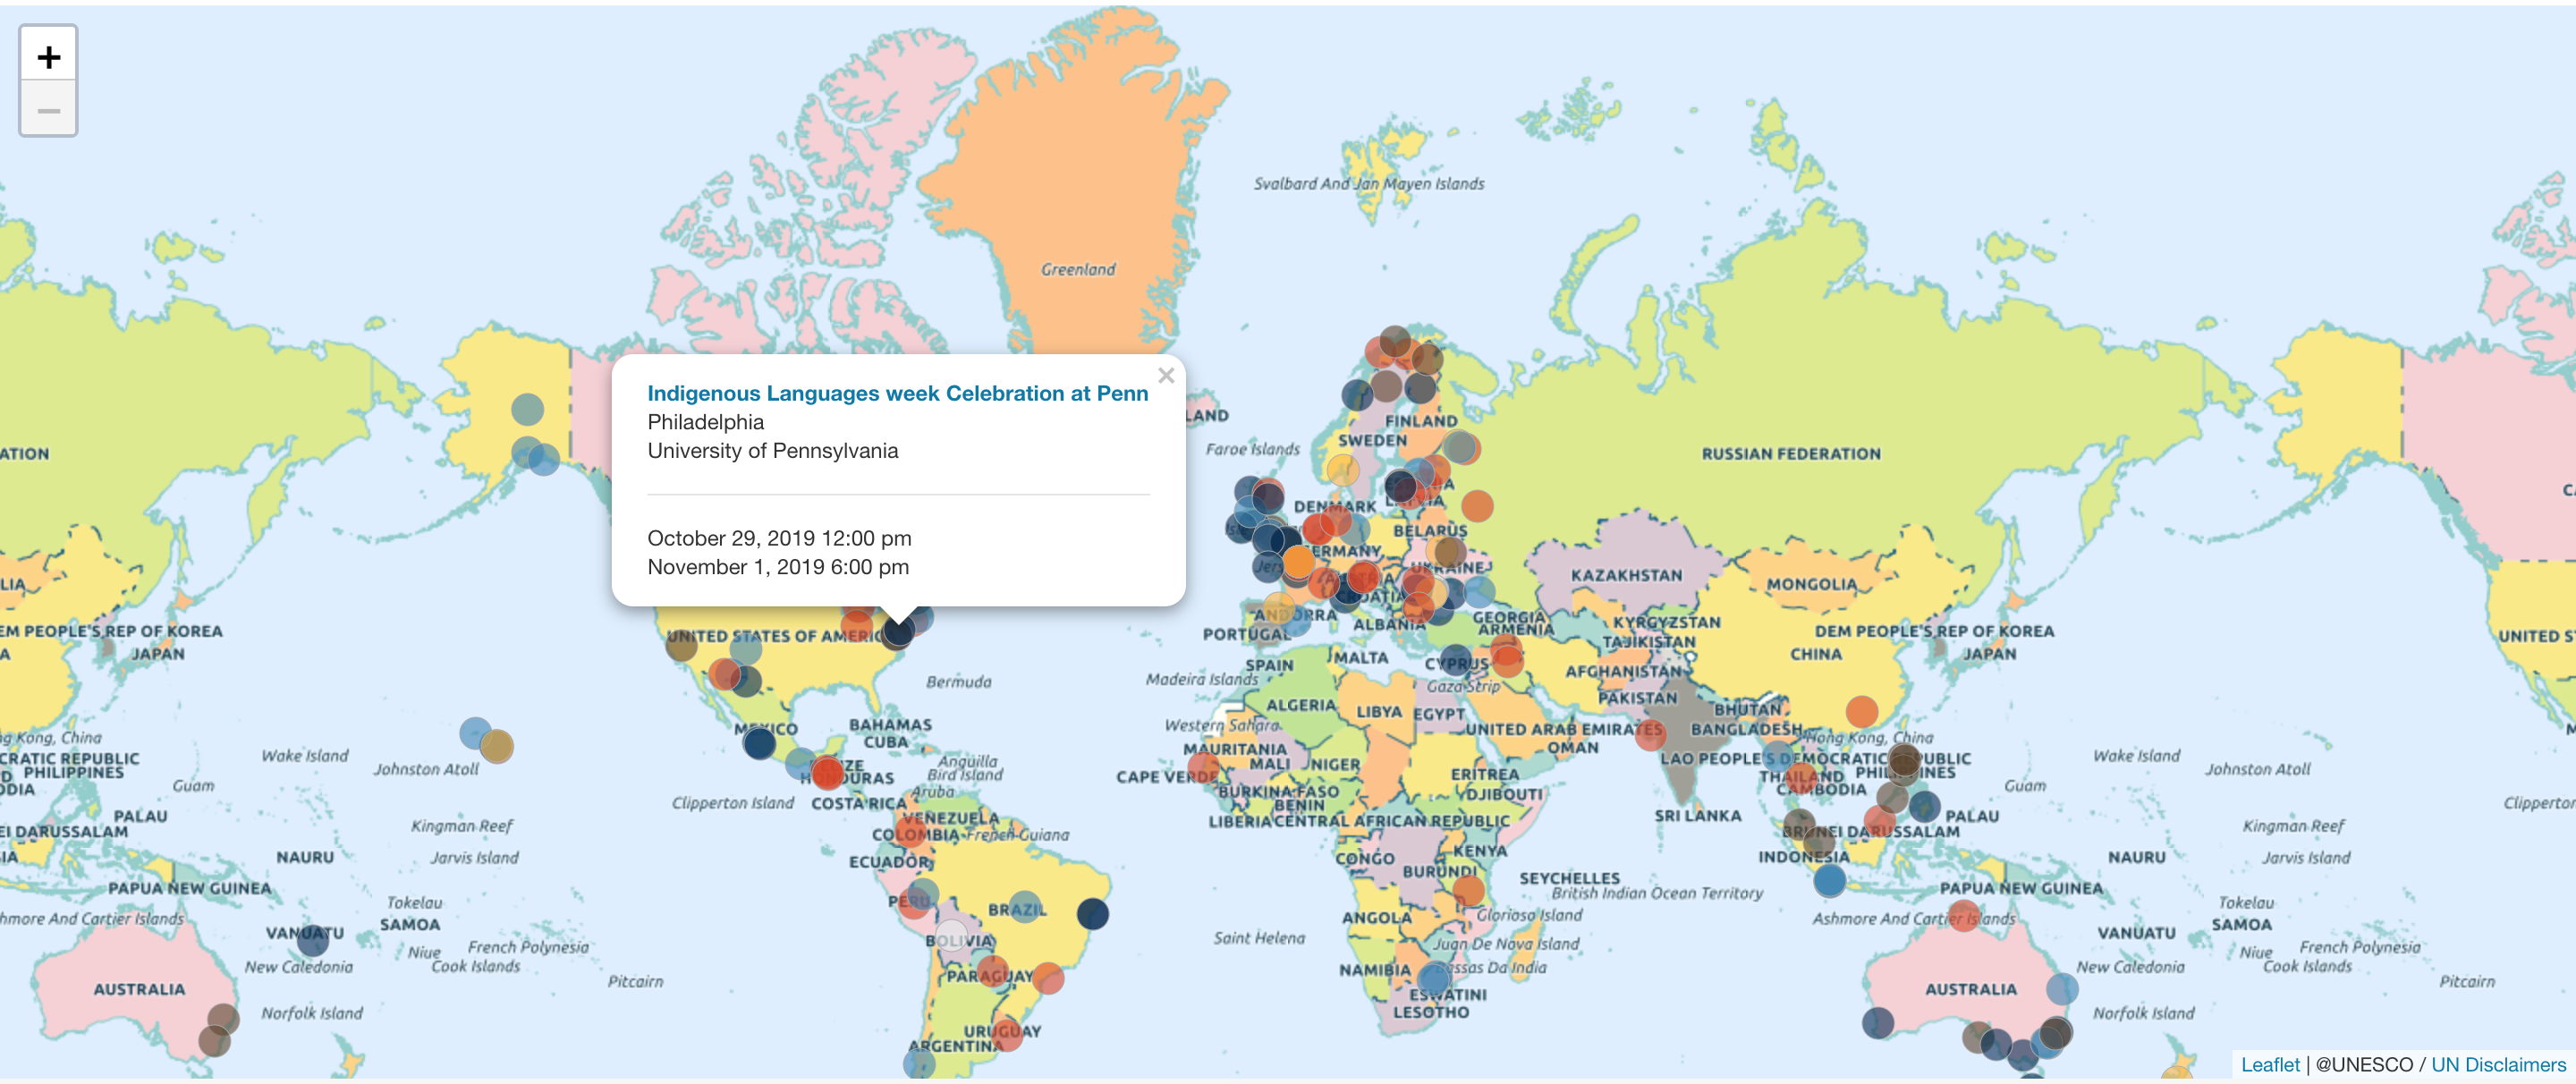 +
−
Svalbard And Jan Mayen Islands
Greenland
×
Indigenous Languages week Celebration at Penn
Philadelphia
University of Pennsylvania
October 29, 2019 12:00 pm
November 1, 2019 6:00 pm
LAND
Faroe Islands
FINLAND
SWEDEN
RUSSIAN FEDERATION
ATION
DENMARK
BELARUS
UKRAINE
KAZAKHSTAN
MONGOLIA
LIA
ANDORRA
ALBANIA
PORTUGAL
GEORGIA
ARMENIA
KYRGYZSTAN
TAJIKISTAN
DEM PEOPLE'S REP OF KOREA
JAPAN
CHINA
EM PEOPLE'S REP OF KOREA
JAPAN
UNITED STATES OF AMERIC
UNITED S
SPAIN
MALTA
CYPRUS
AFGHANISTAN
PAKISTAN
Madeira Islands
Gaza Strip
Bermuda
ALGERIA
LIBYA
EGYPT
BHUTAN
BANGLADESH
Western Sahara
UNITED ARAB EMIRATES
OMAN
MEXICO
BAHAMAS
CUBA
MAURITANIA
MALI
NIGER
Hong Kong, China
LAO PEOPLE'S DEMOCRATIC REPUBLIC
ng Kong, China
CRATIC REPUBLIC
PHILIPPINES
ODIA
Wake Island
Johnston Atoll
Guam
HONDURAS
Anguilla
Bird Island
Aruba
CAPE VERDE
BURKINA FASO
BENIN
ERITREA
DJIBOUTI
THAILAND
CAMBODIA
PHILIPPINES
Wake Island
Johnston Atoll
Guam
Clipperton Island
COSTA RICA
Clipperton
VENEZUELA
COLOMBIA
French Guiana
LIBERIA
CENTRAL AFRICAN REPUBLIC
SRI LANKA
PALAU
EI DARUSSALAM
Kingman Reef
Jarvis Island
NAURU
BRUNEI DARUSSALAM
PALAU
Kingman Reef
Jarvis Island
NAURU
ECUADOR
CONGO
KENYA
BURUNDI
INDONESIA
SEYCHELLES
British Indian Ocean Territory
PAPUA NEW GUINEA
PAPUA NEW GUINEA
Tokelau
SAMOA
Tokelau
SAMOA
PERU
BRAZIL
ANGOLA
Glorioso Island
hmore And Cartier Islands
Ashmore And Cartier Islands
VANUATU
VANUATU
BOLIVIA
Saint Helena
Juan De Nova Island
Niue
French Polynesia
Cook Islands
Niue
French Polynesia
Cook Islands
New Caledonia
New Caledonia
Pitcairn
PARAGUAY
NAMIBIA
Bassas Da India
Pitcairn
AUSTRALIA
AUSTRALIA
ESWATINI
LESOTHO
Norfolk Island
Norfolk Island
URUGUAY
ARGENTINA
Leaflet | @UNESCO / UN Disclaimers